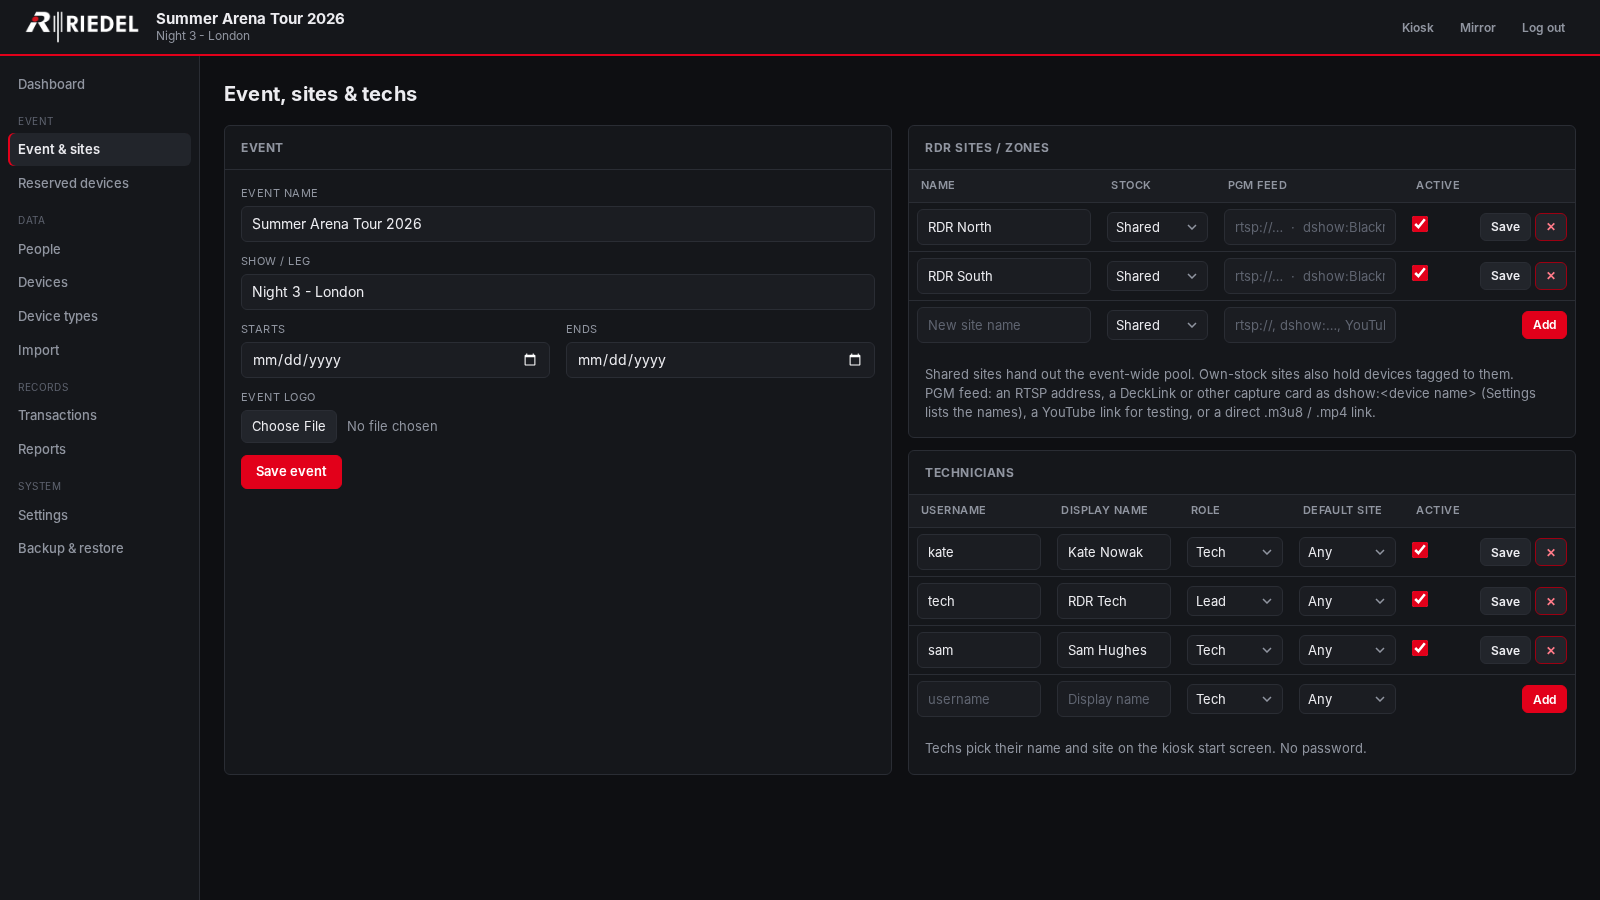 RIEDEL
Summer Arena Tour 2026
Night 3 - London
Kiosk
Mirror
Log out
Dashboard
EVENT
Event & sites
Reserved devices
DATA
People
Devices
Device types
Import
RECORDS
Transactions
Reports
SYSTEM
Settings
Backup & restore
Event, sites & techs
EVENT
EVENT NAME
Summer Arena Tour 2026
SHOW / LEG
Night 3 - London
STARTS ENDS
mm/dd/yyyy mm/dd/yyyy
EVENT LOGO
Choose File No file chosen
Save event
RDR SITES / ZONES
NAME STOCK PGM FEED ACTIVE
RDR North Shared rtsp://... · dshow:Blackr Save ×
RDR South Shared rtsp://... · dshow:Blackr Save ×
New site name Shared rtsp://, dshow:..., YouTul Add
Shared sites hand out the event-wide pool. Own-stock sites also hold devices tagged to them.
PGM feed: an RTSP address, a DeckLink or other capture card as dshow:<device name> (Settings
lists the names), a YouTube link for testing, or a direct .m3u8 / .mp4 link.
TECHNICIANS
USERNAME DISPLAY NAME ROLE DEFAULT SITE ACTIVE
kate Kate Nowak Tech Any Save ×
tech RDR Tech Lead Any Save ×
sam Sam Hughes Tech Any Save ×
username Display name Tech Any Add
Techs pick their name and site on the kiosk start screen. No password.